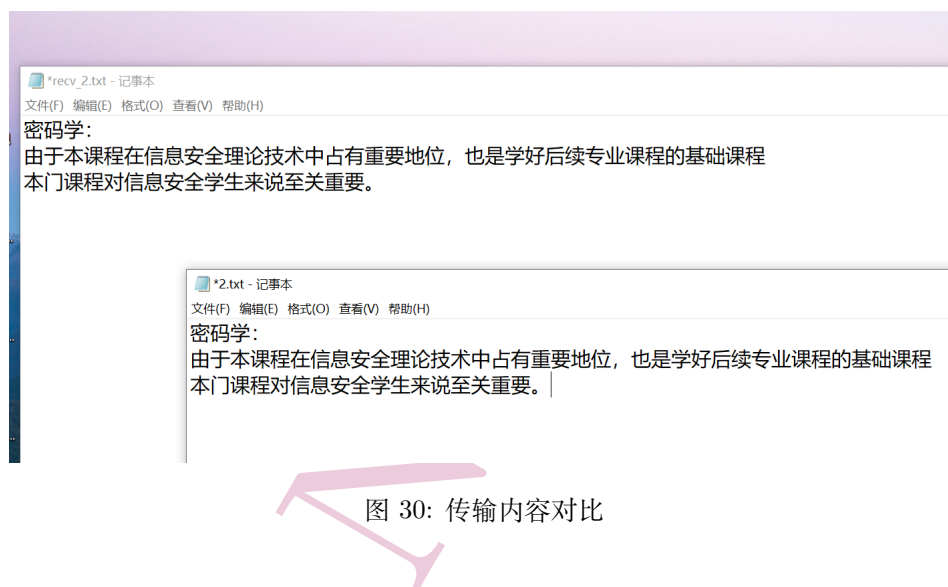 *recv_2.txt - 记事本
文件(F) 编辑(E) 格式(O) 查看(V) 帮助(H)
密码学：
由于本课程在信息安全理论技术中占有重要地位，也是学好后续专业课程的基础课程
本门课程对信息安全学生来说至关重要。
*2.txt - 记事本
文件(F) 编辑(E) 格式(O) 查看(V) 帮助(H)
密码学：
由于本课程在信息安全理论技术中占有重要地位，也是学好后续专业课程的基础课程
本门课程对信息安全学生来说至关重要。
图 30: 传输内容对比